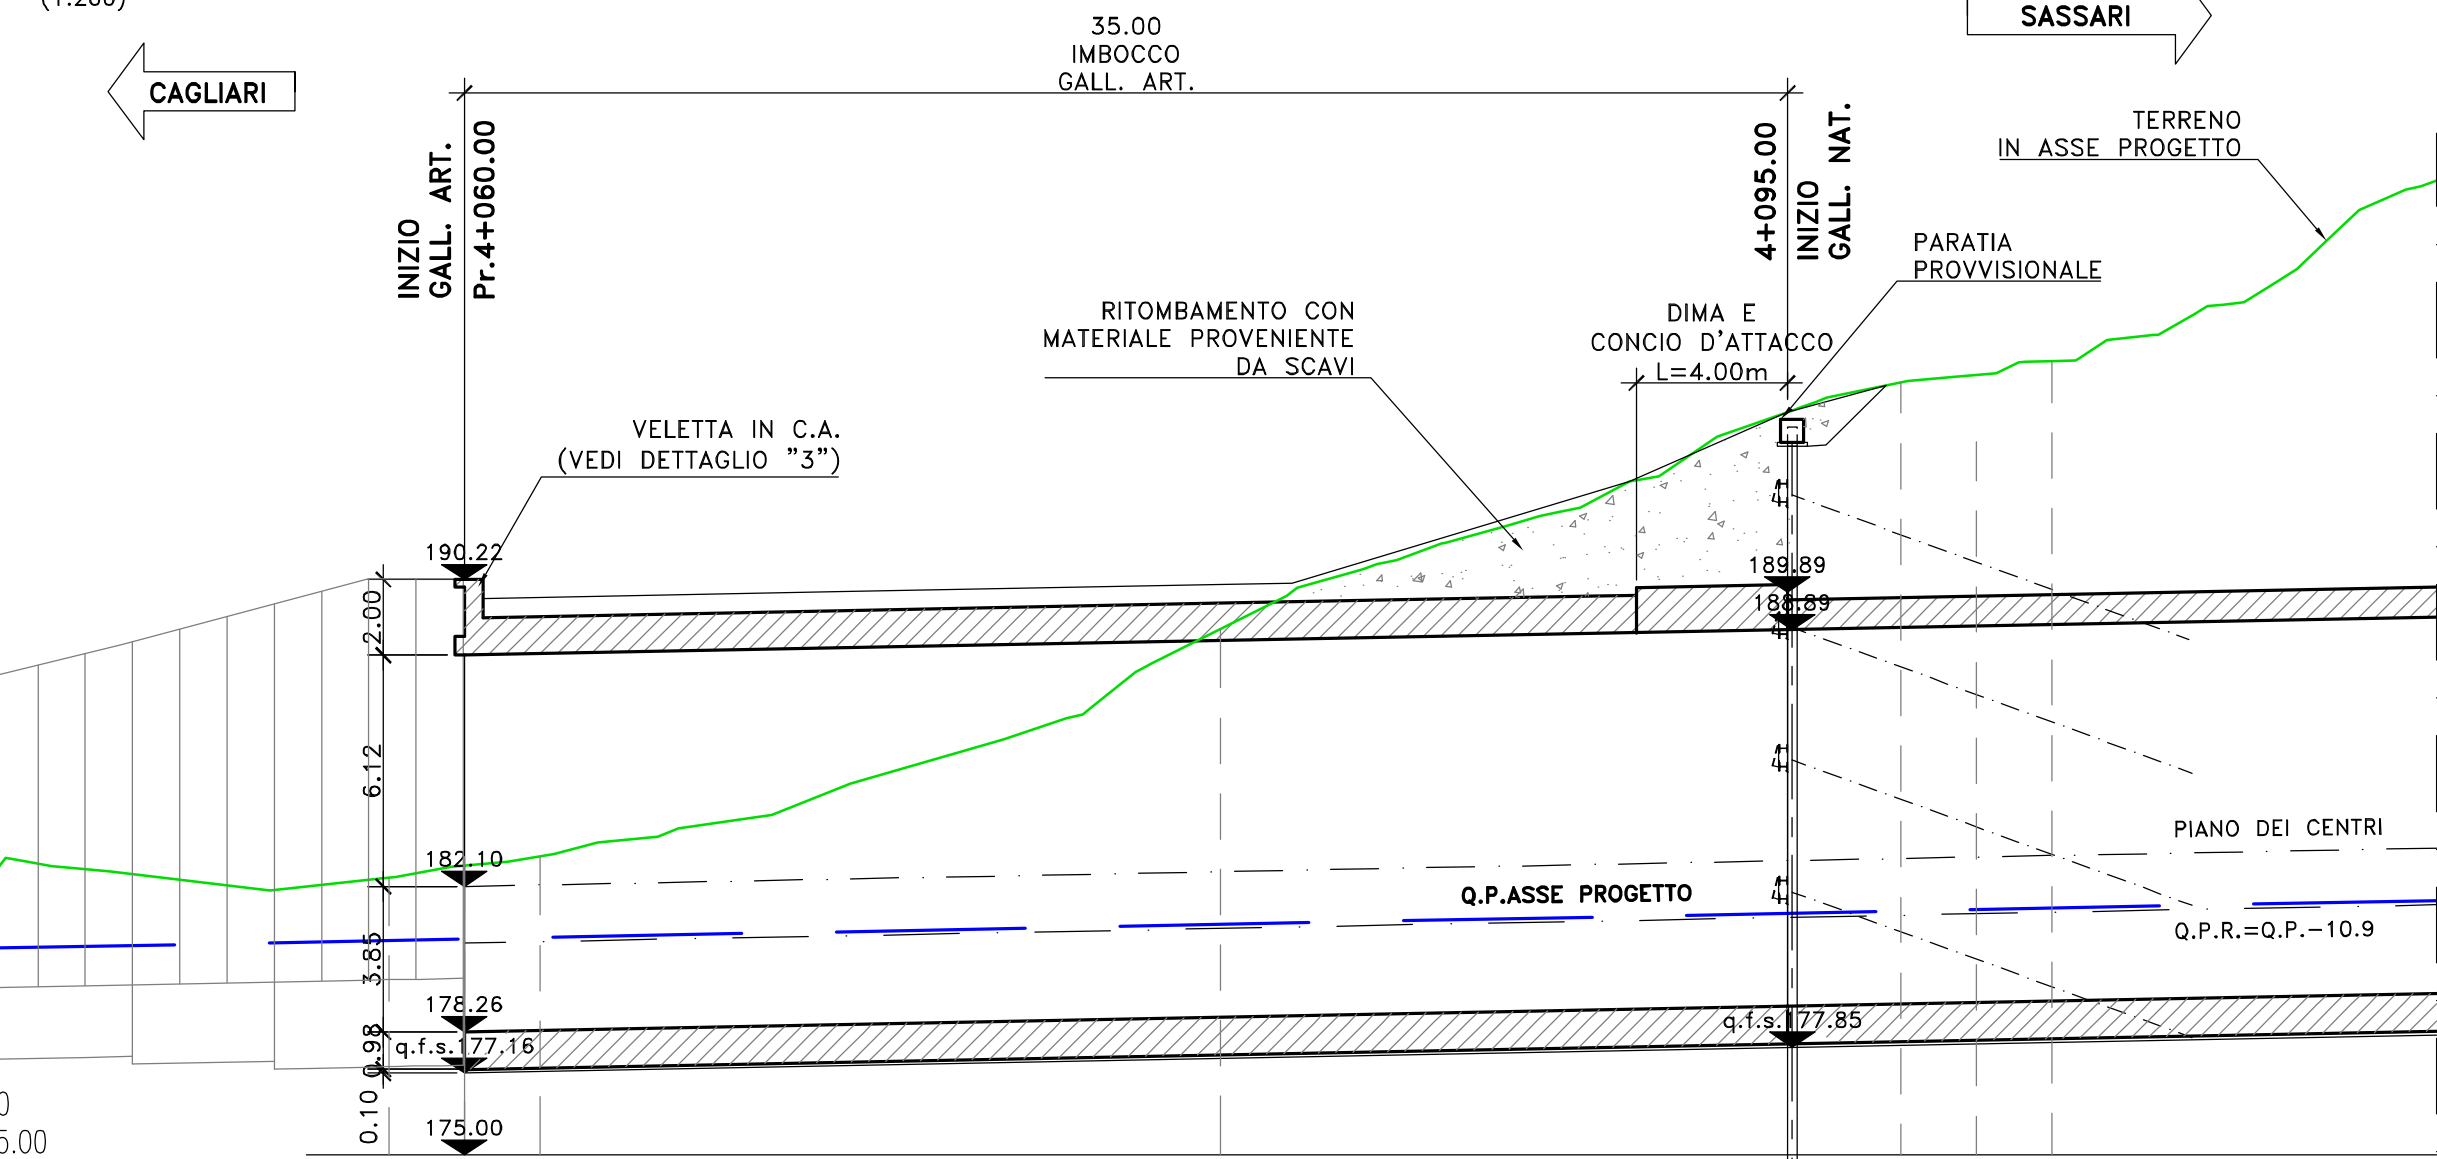 35.00
IMBOCCO
GALL. ART.
SASSARI
CAGLIARI
INIZIO
GALL. ART.
Pr.4+060.00
4+095.00
INIZIO
GALL. NAT.
TERRENO
IN ASSE PROGETTO
PARATIA
PROVVISIONALE
RITOMBAMENTO CON
MATERIALE PROVENIENTE
DA SCAVI
DIMA E
CONCIO D'ATTACCO
L=4.00m
VELETTA IN C.A.
(VEDI DETTAGLIO "3")
190.22
189.89
188.89
2.00
6.12
182.10
PIANO DEI CENTRI
Q.P.ASSE PROGETTO
Q.P.R.=Q.P.-10.9
3.85
178.26
q.f.s.177.85
0.98
q.f.s.177.16
0.10
175.00
5.00